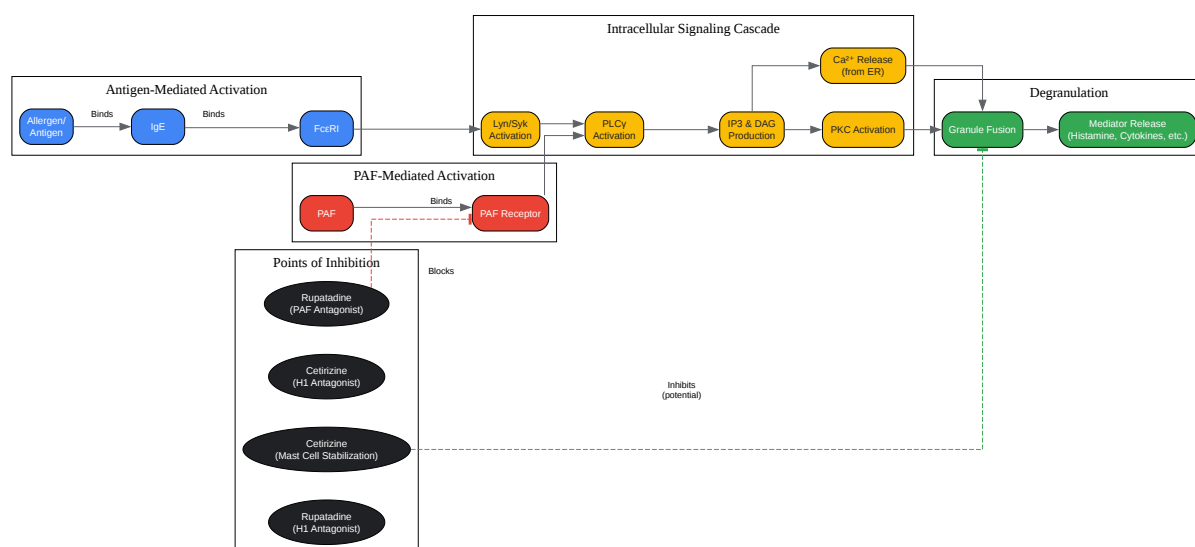 Intracellular Signaling Cascade
Ca²⁺ Release
(from ER)
Antigen-Mediated Activation
Degranulation
Allergen/
Antigen
Binds
IgE
Binds
FcεRI
Lyn/Syk
Activation
PLCγ
Activation
IP3 & DAG
Production
PKC Activation
Granule Fusion
Mediator Release
(Histamine, Cytokines, etc.)
PAF-Mediated Activation
PAF
Binds
PAF Receptor
Points of Inhibition
Blocks
Rupatadine
(PAF Antagonist)
Cetirizine
(H1 Antagonist)
Inhibits
(potential)
Cetirizine
(Mast Cell Stabilization)
Rupatadine
(H1 Antagonist)